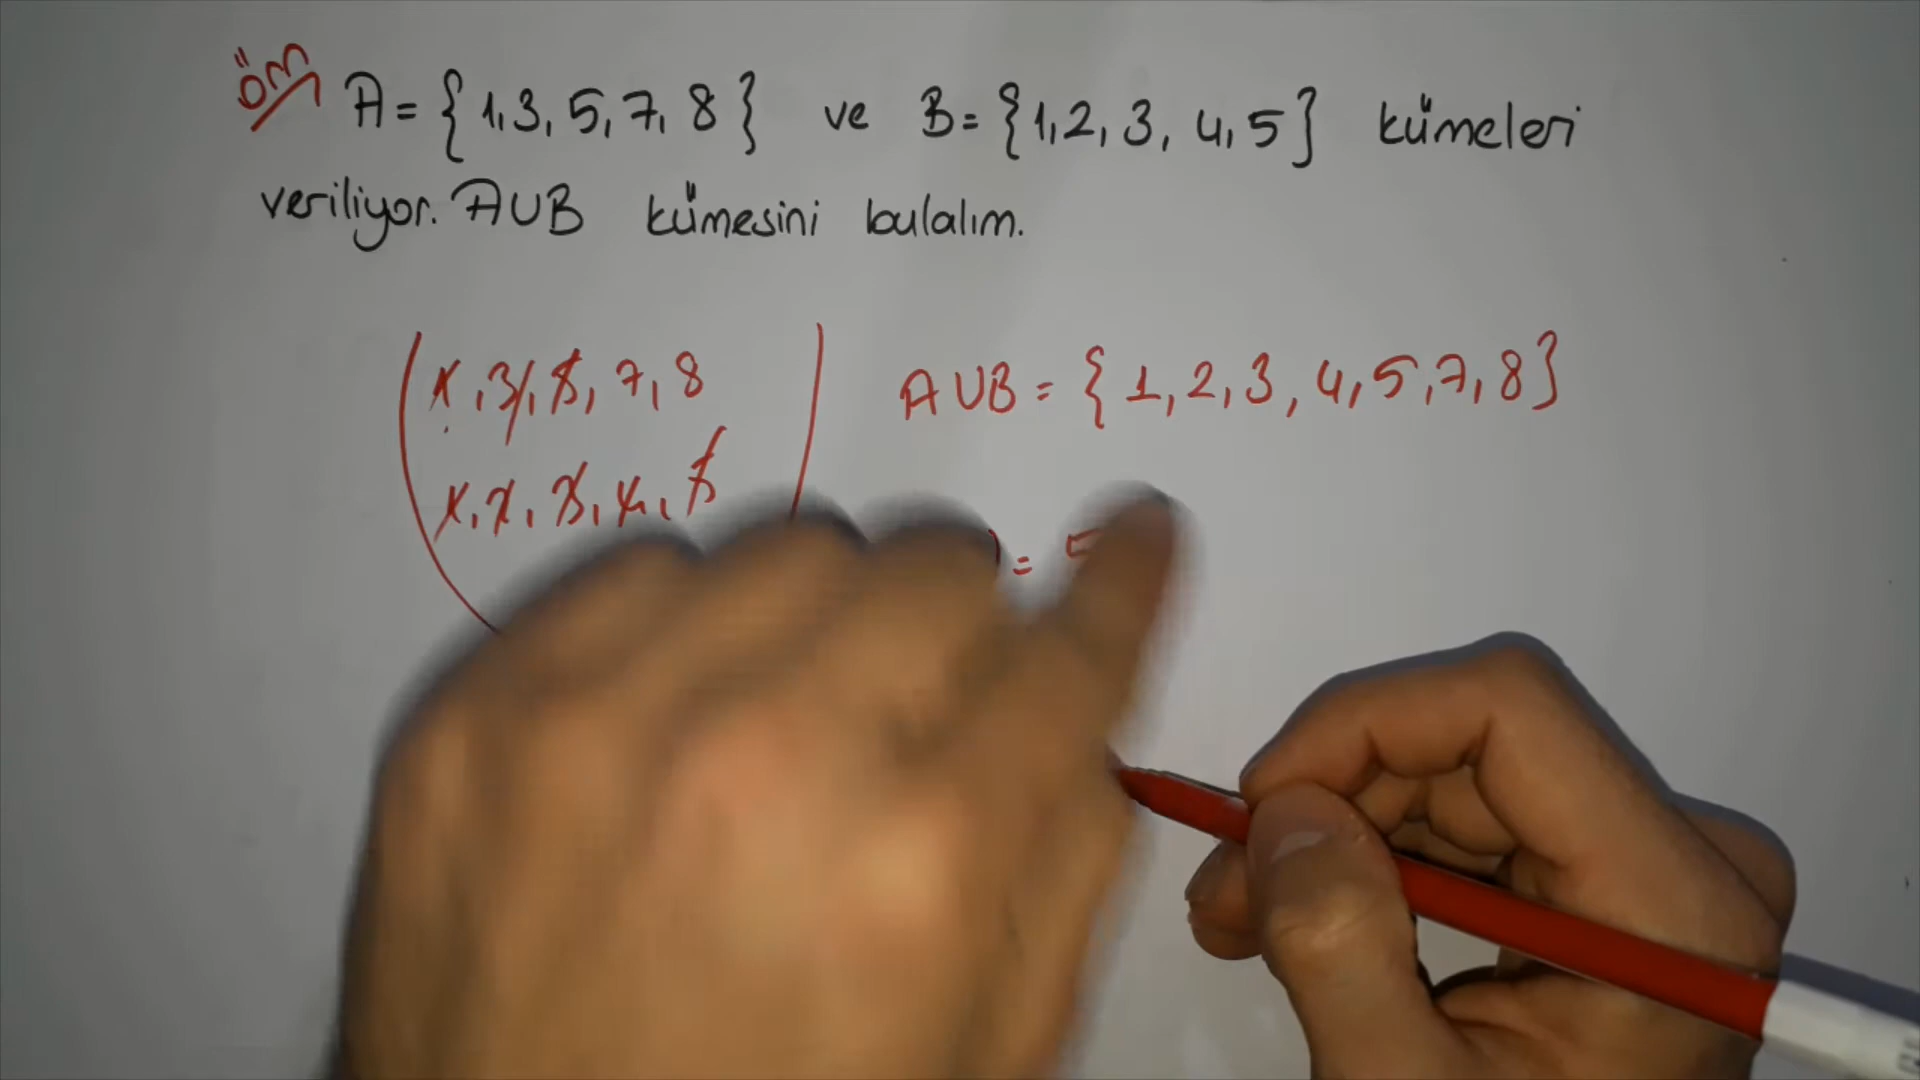 örn A = { 1, 3, 5, 7, 8 } ve B = { 1, 2, 3, 4, 5 } kümeleri
veriliyor. AUB kümesini bulalım.
1, 3, 5, 7, 8
1, 2, 3, 4, 5
AUB = { 1, 2, 3, 4, 5, 7, 8 }
) =